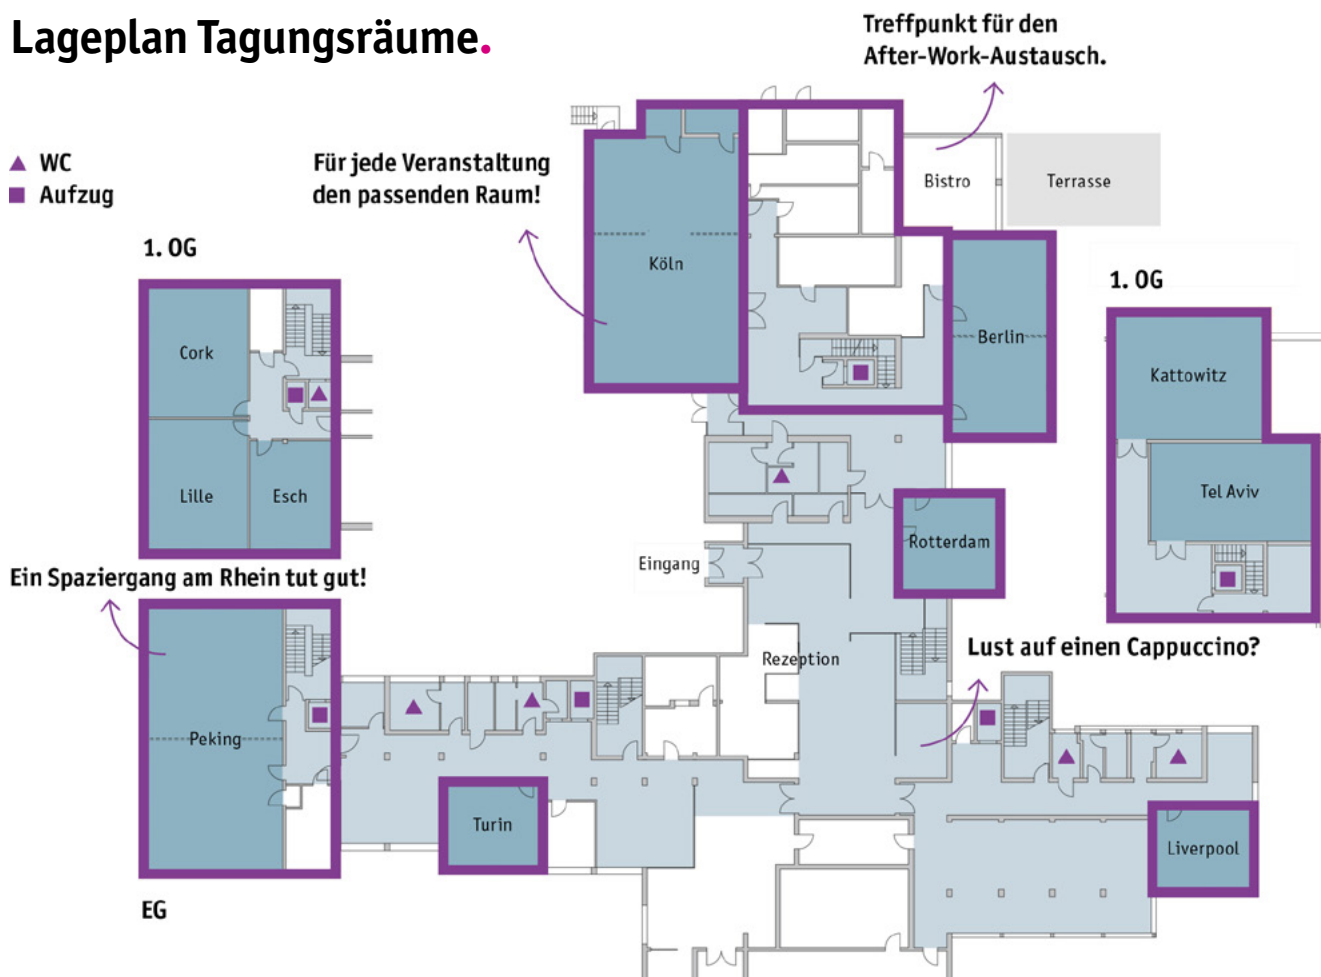 Lageplan Tagungsräume.
Treffpunkt für den
After-Work-Austausch.
WC
Aufzug
Für jede Veranstaltung
den passenden Raum!
Bistro
Terrasse
1. OG
Köln
1. OG
Berlin
Cork
Kattowitz
Lille
Esch
Tel Aviv
Rotterdam
Eingang
Ein Spaziergang am Rhein tut gut!
Lust auf einen Cappuccino?
Rezeption
Peking
Turin
Liverpool
EG